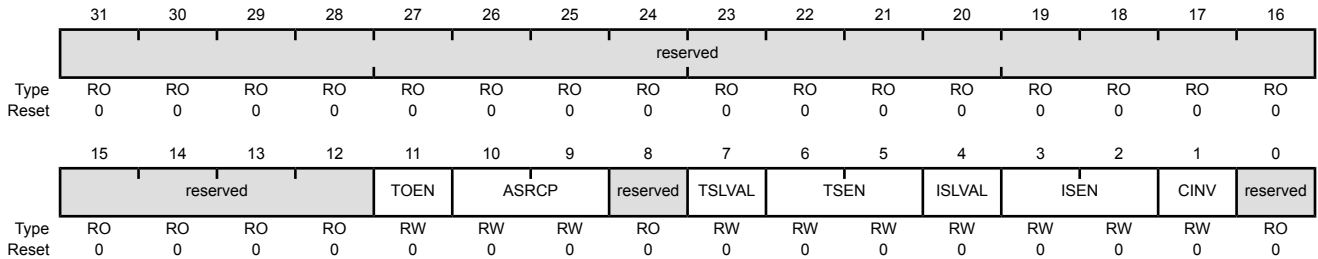 31 30 29 28 27 26 25 24 23 22 21 20 19 18 17 16
reserved
Type RO RO RO RO RO RO RO RO RO RO RO RO RO RO RO RO
Reset 0 0 0 0 0 0 0 0 0 0 0 0 0 0 0 0
15 14 13 12 11 10 9 8 7 6 5 4 3 2 1 0
reserved TOEN ASRCP reserved TSLVAL TSEN ISLVAL ISEN CINV reserved
Type RO RO RO RO RW RW RW RO RW RW RW RW RW RW RW RO
Reset 0 0 0 0 0 0 0 0 0 0 0 0 0 0 0 0